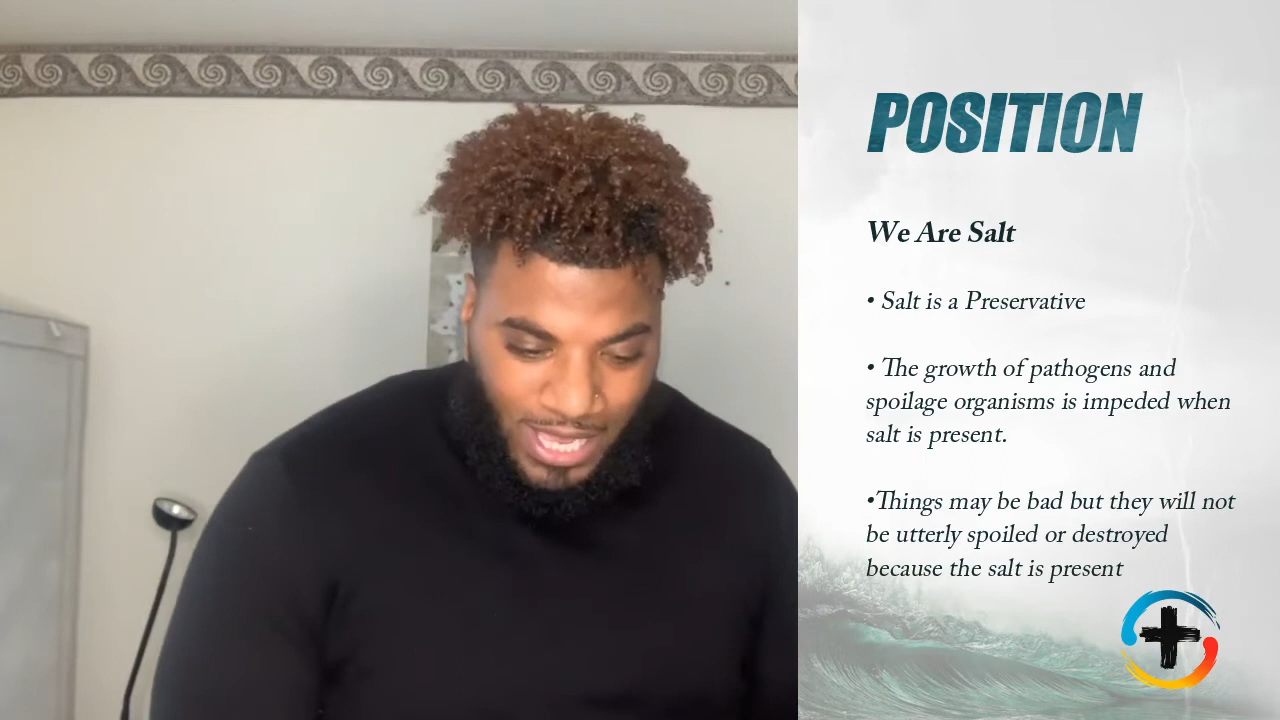 POSITION
We Are Salt
• Salt is a Preservative
• The growth of pathogens and
spoilage organisms is impeded when
salt is present.
•Things may be bad but they will not
be utterly spoiled or destroyed
because the salt is present